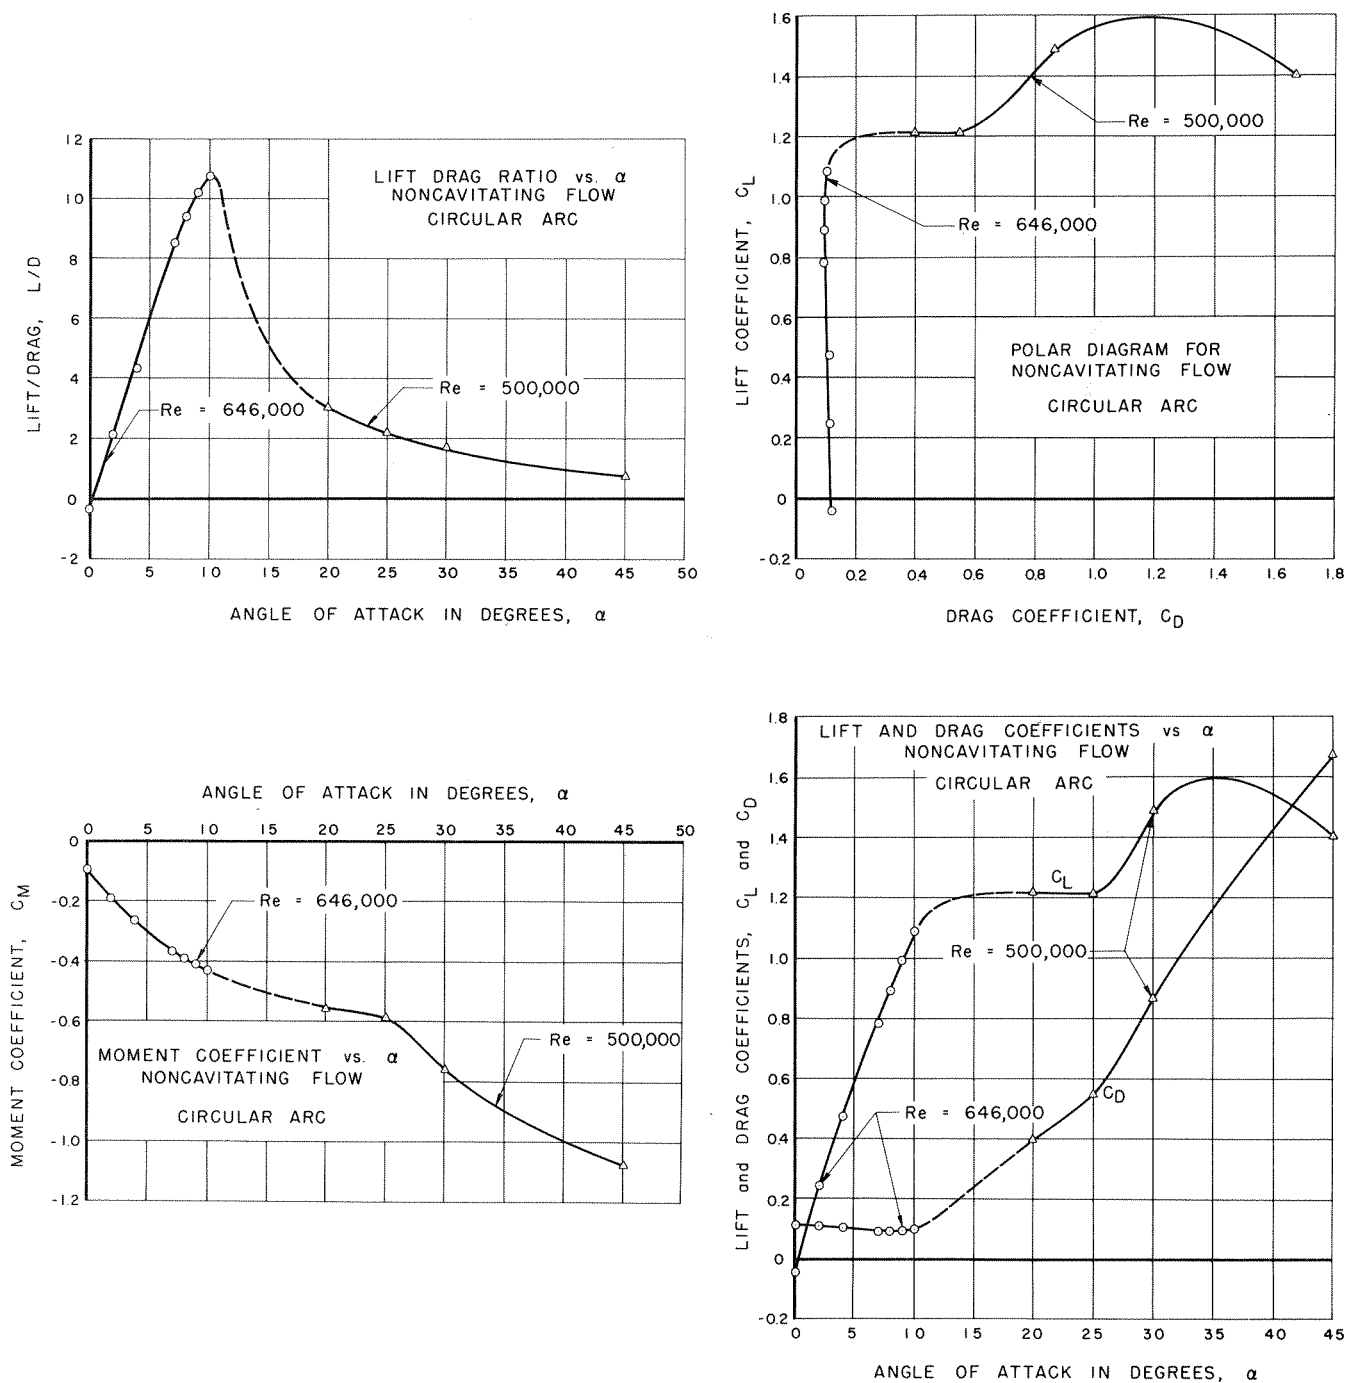 12
10
8
6
4
2
0
-2
LIFT/DRAG, L/D
LIFT DRAG RATIO vs. α
NONCAVITATING FLOW
CIRCULAR ARC
Re = 500,000
Re = 646,000
0 5 10 15 20 25 30 35 40 45 50
ANGLE OF ATTACK IN DEGREES, α
1.6
1.4
1.2
1.0
0.8
0.6
0.4
0.2
0
-0.2
LIFT COEFFICIENT, CL
Re = 500,000
Re = 646,000
POLAR DIAGRAM FOR
NONCAVITATING FLOW
CIRCULAR ARC
0 0.2 0.4 0.6 0.8 1.0 1.2 1.4 1.6 1.8
DRAG COEFFICIENT, CD
ANGLE OF ATTACK IN DEGREES, α
0 5 10 15 20 25 30 35 40 45 50
0
-0.2
-0.4
-0.6
-0.8
-1.0
-1.2
MOMENT COEFFICIENT, CM
Re = 646,000
Re = 500,000
MOMENT COEFFICIENT vs. α
NONCAVITATING FLOW
CIRCULAR ARC
1.8
1.6
1.4
1.2
1.0
0.8
0.6
0.4
0.2
0
-0.2
LIFT and DRAG COEFFICIENTS, CL and CD
LIFT AND DRAG COEFFICIENTS vs α
NONCAVITATING FLOW
CIRCULAR ARC
CL
Re = 500,000
CD
Re = 646,000
0 5 10 15 20 25 30 35 40 45
ANGLE OF ATTACK IN DEGREES, α